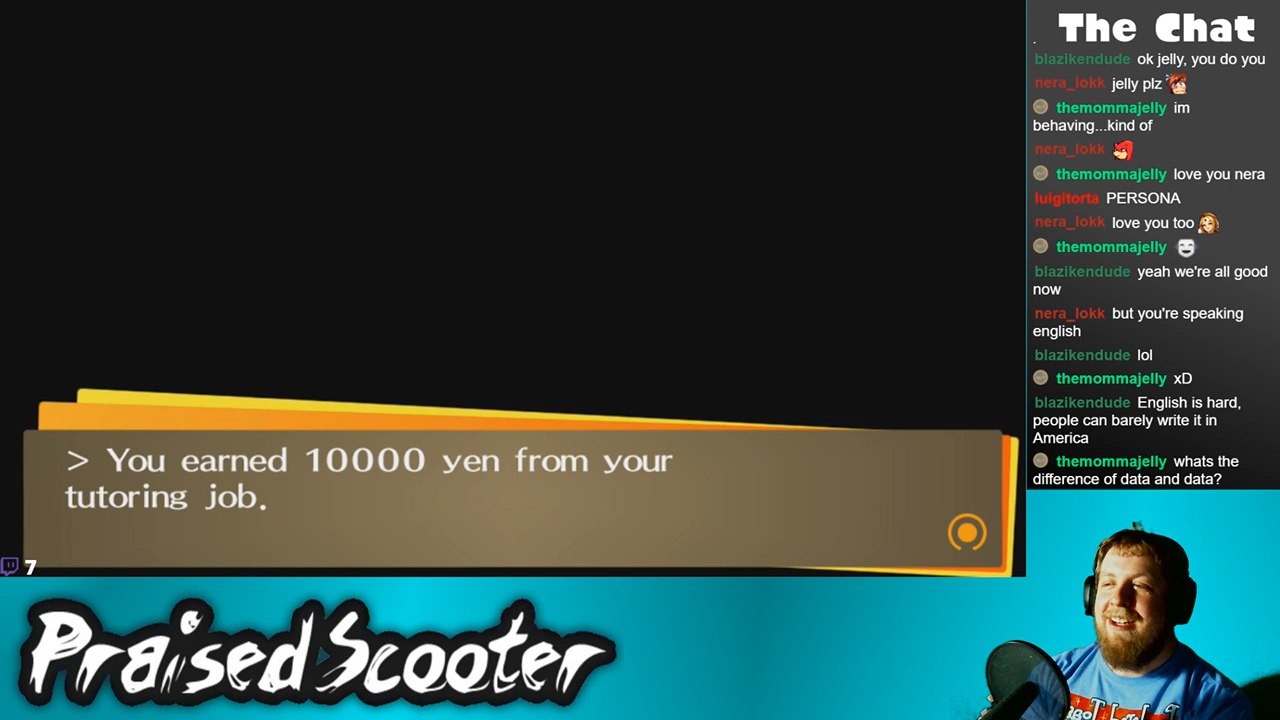 The Chat
blazikendude ok jelly, you do you
nera_lokk jelly plz
themommajelly im
behaving...kind of
nera_lokk
themommajelly love you nera
luigitorta PERSONA
nera_lokk love you too
themommajelly
blazikendude yeah we're all good
now
nera_lokk but you're speaking
english
blazikendude lol
themommajelly xD
blazikendude English is hard,
people can barely write it in
America
themommajelly whats the
difference of data and data?
> You earned 10000 yen from your
tutoring job.
7
PraisedScooter